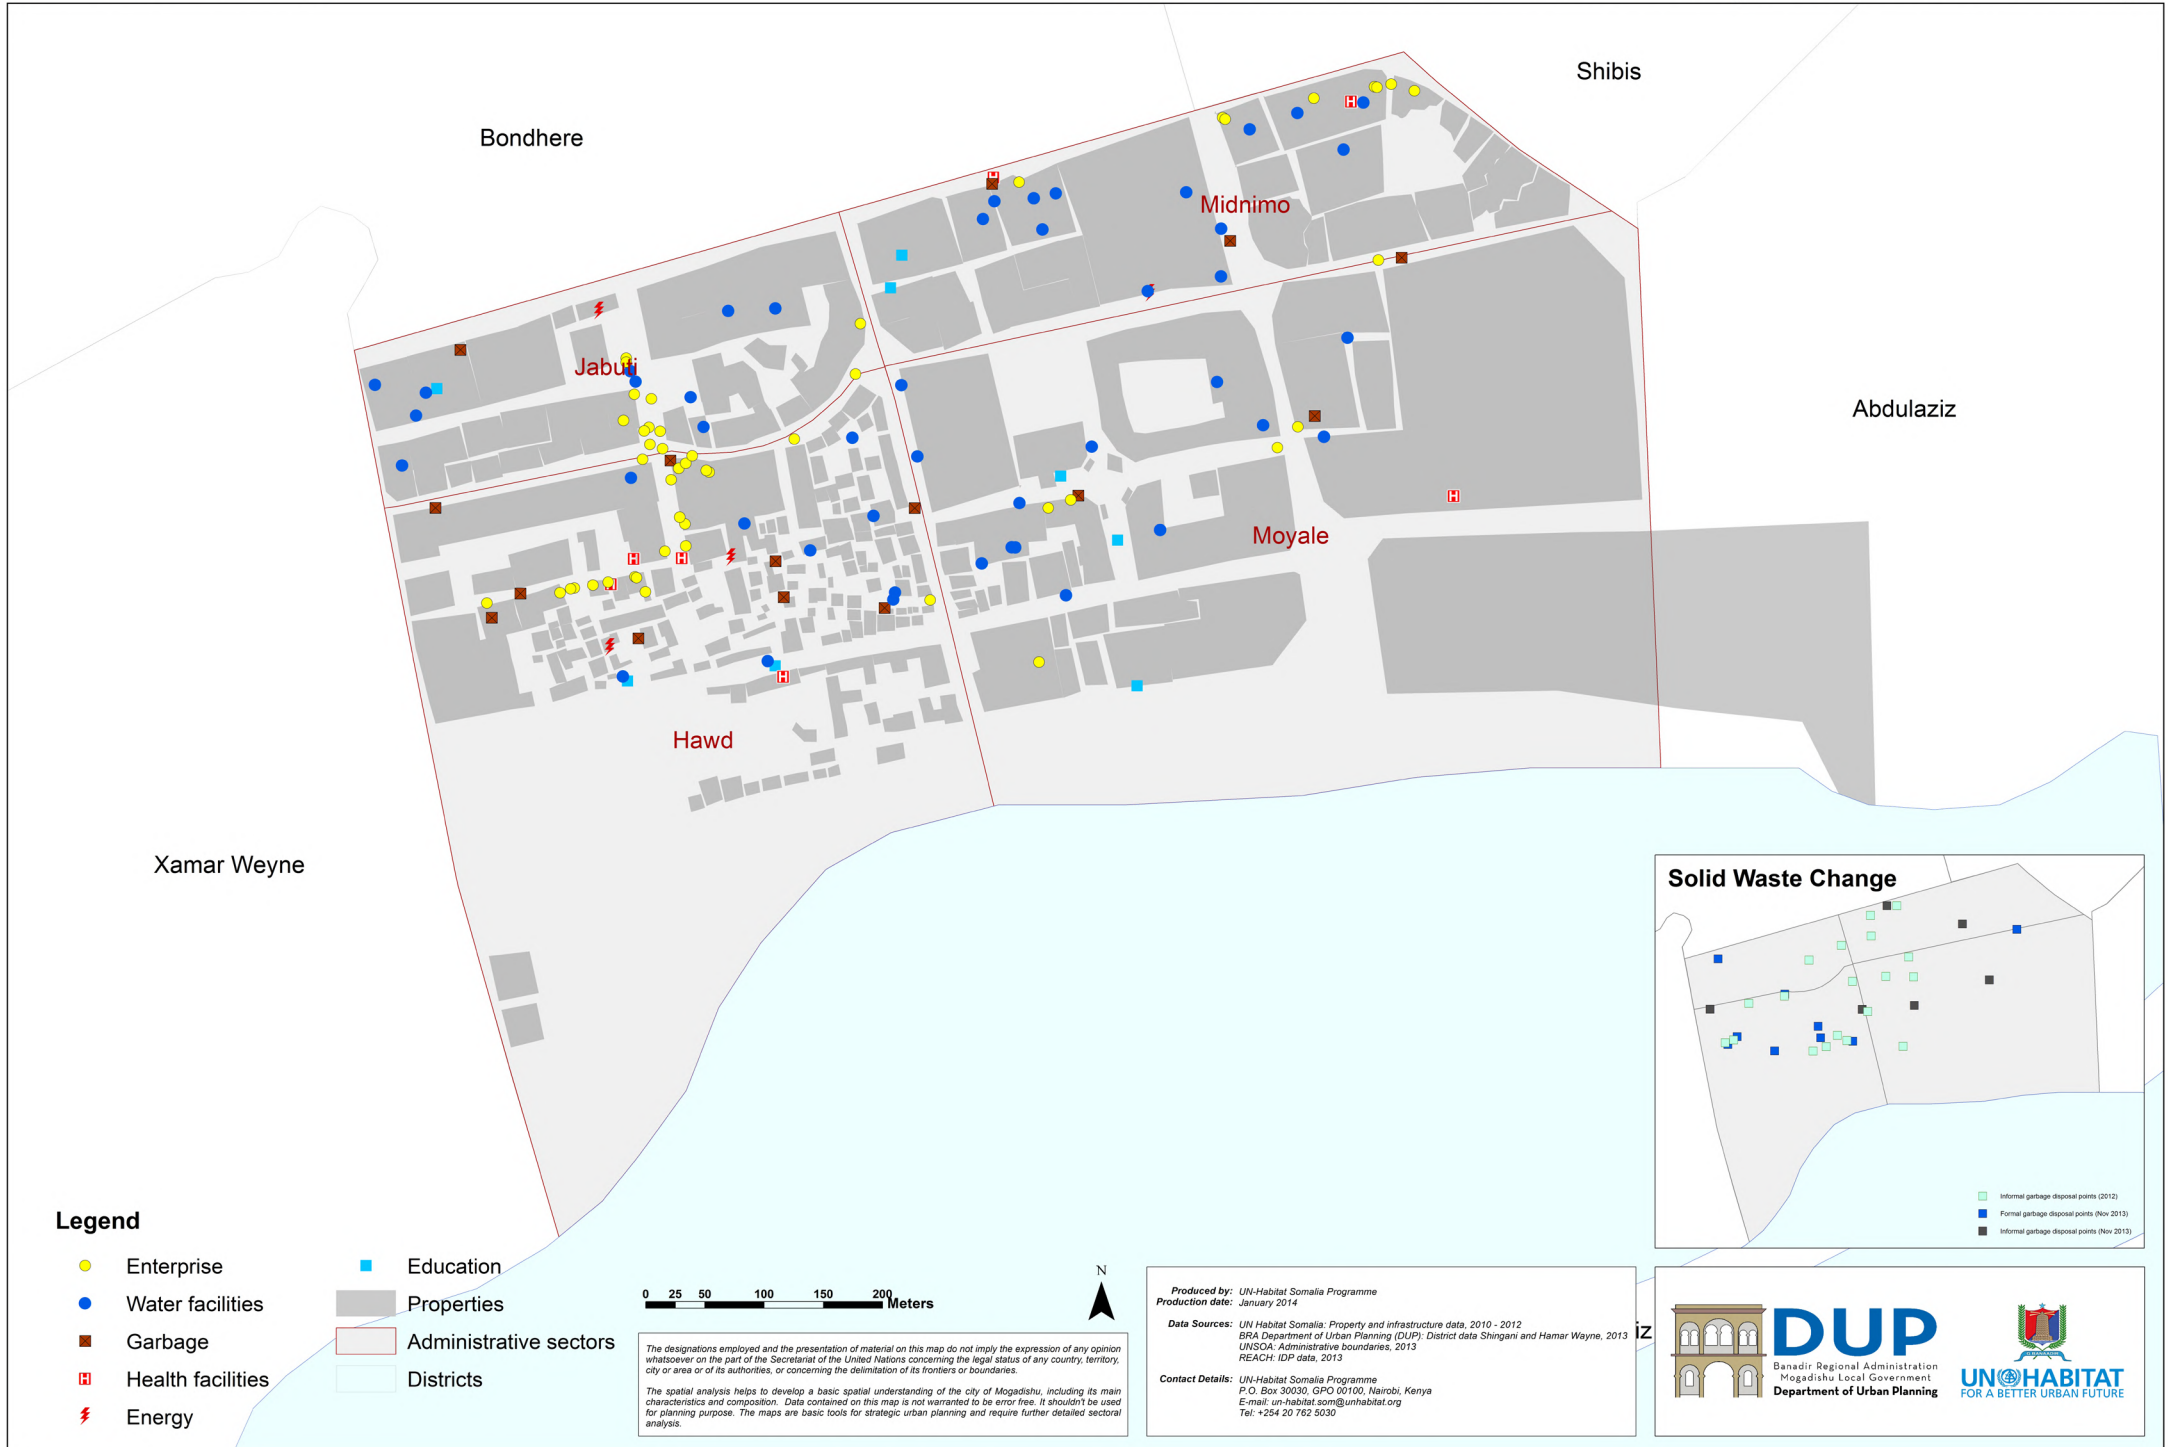 Shibis
Bondhere
Midnimo
Jabuti
Abdulaziz
Moyale
Hawd
Xamar Weyne
Solid Waste Change
Informal garbage disposal points (2012)
Formal garbage disposal points (Nov 2013)
Informal garbage disposal points (Nov 2013)
Legend
Enterprise
Water facilities
Garbage
H Health facilities
Energy
Education
Properties
Administrative sectors
Districts
0 25 50 100 150 200
Meters
N
The designations employed and the presentation of material on this map do not imply the expression of any opinion
whatsoever on the part of the Secretariat of the United Nations concerning the legal status of any country, territory,
city or area or of its authorities, or concerning the delimitation of its frontiers or boundaries.
The spatial analysis helps to develop a basic spatial understanding of the city of Mogadishu, including its main
characteristics and composition. Data contained on this map is not warranted to be error free. It shouldn't be used
for planning purpose. The maps are basic tools for strategic urban planning and require further detailed sectoral
analysis.
Produced by: UN-Habitat Somalia Programme
Production date: January 2014
Data Sources: UN Habitat Somalia: Property and infrastructure data, 2010 - 2012
BRA Department of Urban Planning (DUP): District data Shingani and Hamar Wayne, 2013
UNSOA: Administrative boundaries, 2013
REACH: IDP data, 2013
Contact Details: UN-Habitat Somalia Programme
P.O. Box 30030, GPO 00100, Nairobi, Kenya
E-mail: un-habitat.som@unhabitat.org
Tel: +254 20 762 5030
iz
DUP
Banadir Regional Administration
Mogadishu Local Government
Department of Urban Planning
UN HABITAT
FOR A BETTER URBAN FUTURE